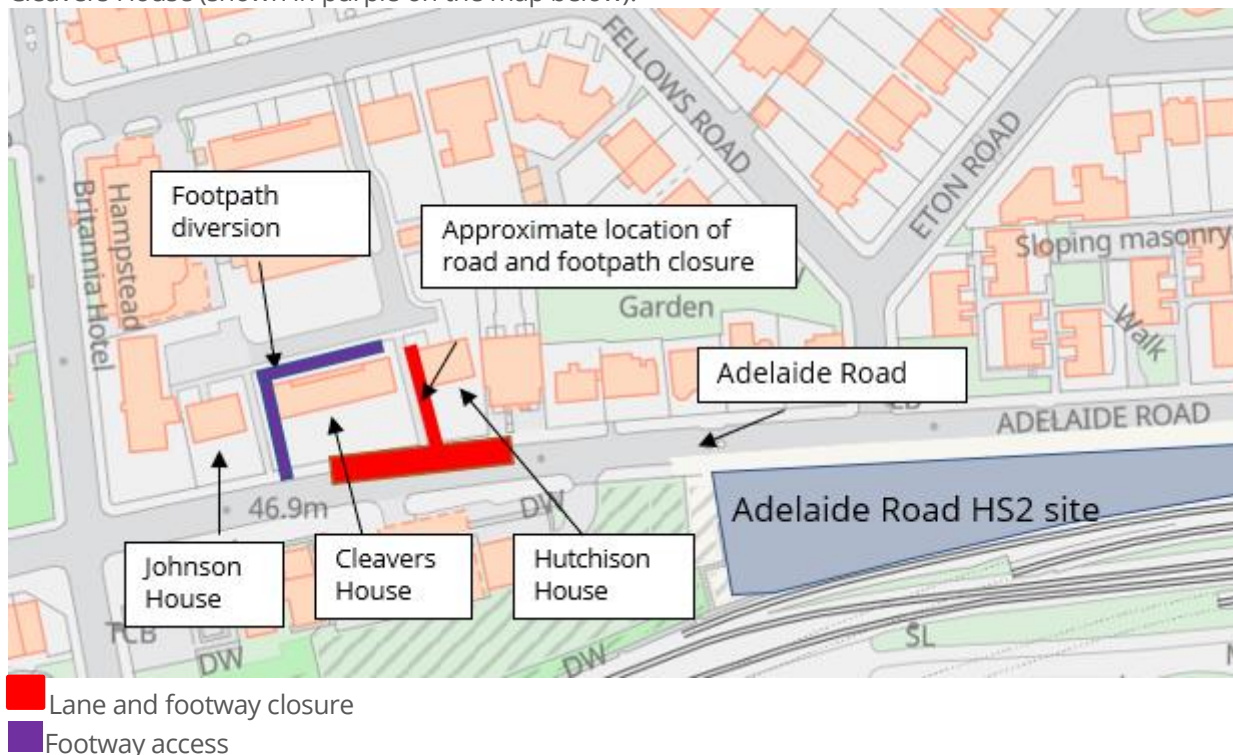 Cleavers House (shown in purple on the map below).
FELLOWS ROAD
ETON ROAD
Hampstead
Briannia Hotel
Footpath
diversion
Approximate location of
road and footpath closure
Sloping masonry
Garden
Walk
Adelaide Road
ADELAIDE ROAD
46.9m
DW
Adelaide Road HS2 site
Johnson
House
Cleavers
House
Hutchison
House
TCB
DW
DW
SL
Lane and footway closure
Footway access